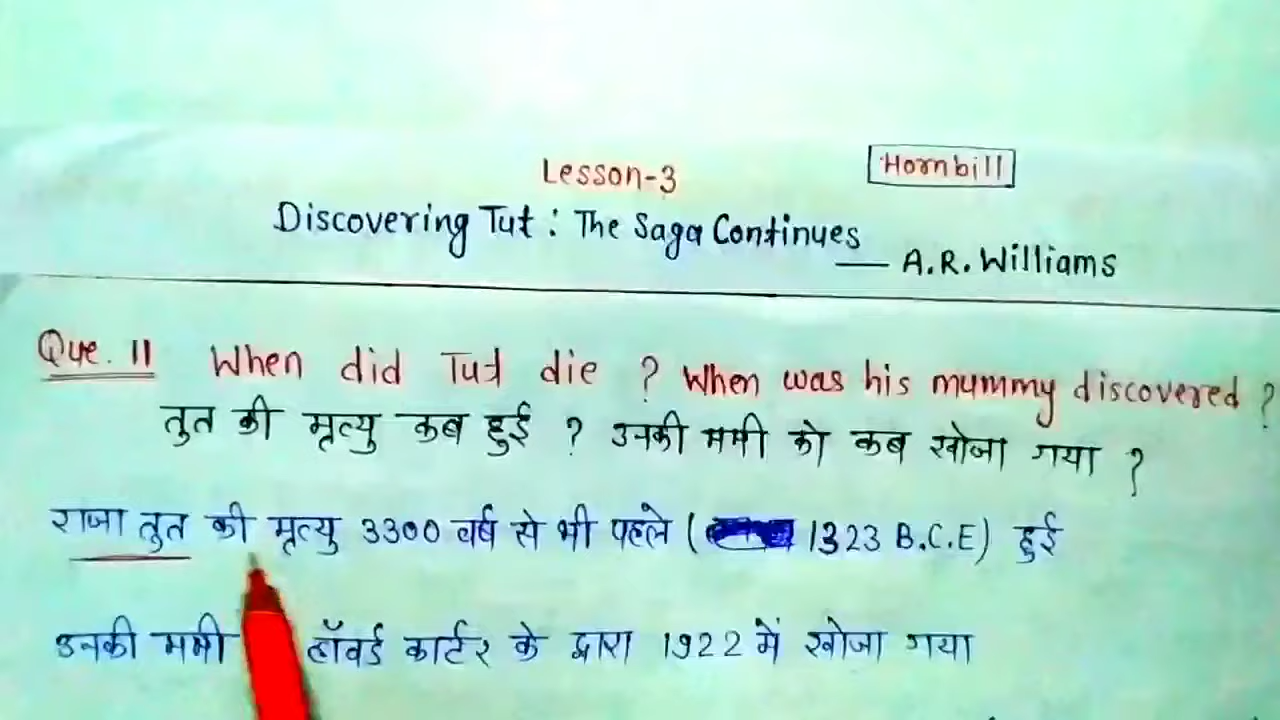 Lesson-3
Hornbill
Discovering Tut : The Saga Continues
— A.R. Williams
Que. 11 When did Tut die ? When was his mummy discovered ?
तुत की मृत्यु कब हुई ? उनकी ममी को कब खोजा गया ?
राजा तुत की मृत्यु 3300 वर्ष से भी पहले ( 1323 B.C.E) हुई
उनकी ममी हॉवर्ड कार्टर के द्वारा 1922 में खोजा गया